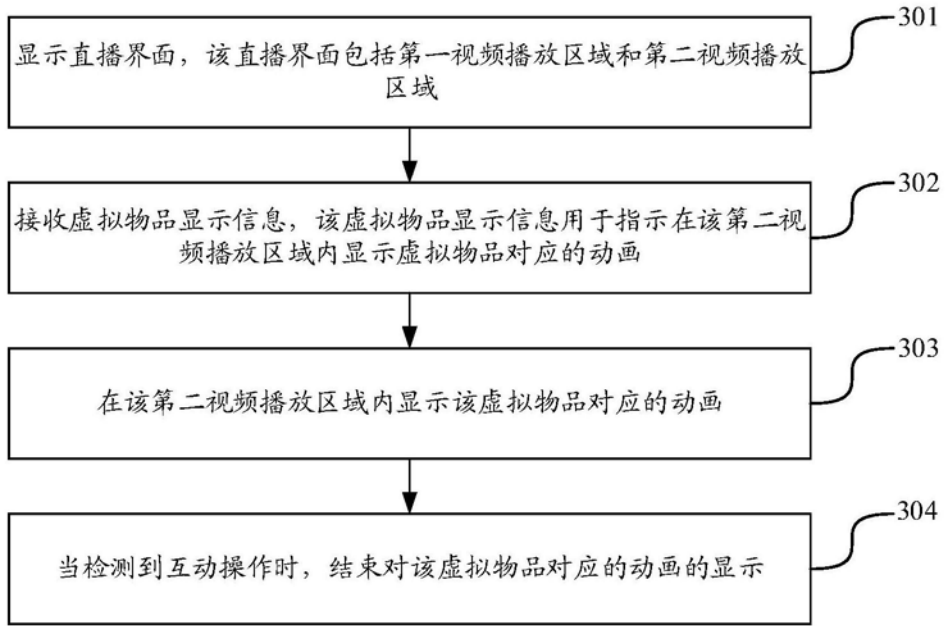 301
显示直播界面，该直播界面包括第一视频播放区域和第二视频播放
区域
302
接收虚拟物品显示信息，该虚拟物品显示信息用于指示在该第二视
频播放区域内显示虚拟物品对应的动画
303
在该第二视频播放区域内显示该虚拟物品对应的动画
304
当检测到互动操作时，结束对该虚拟物品对应的动画的显示